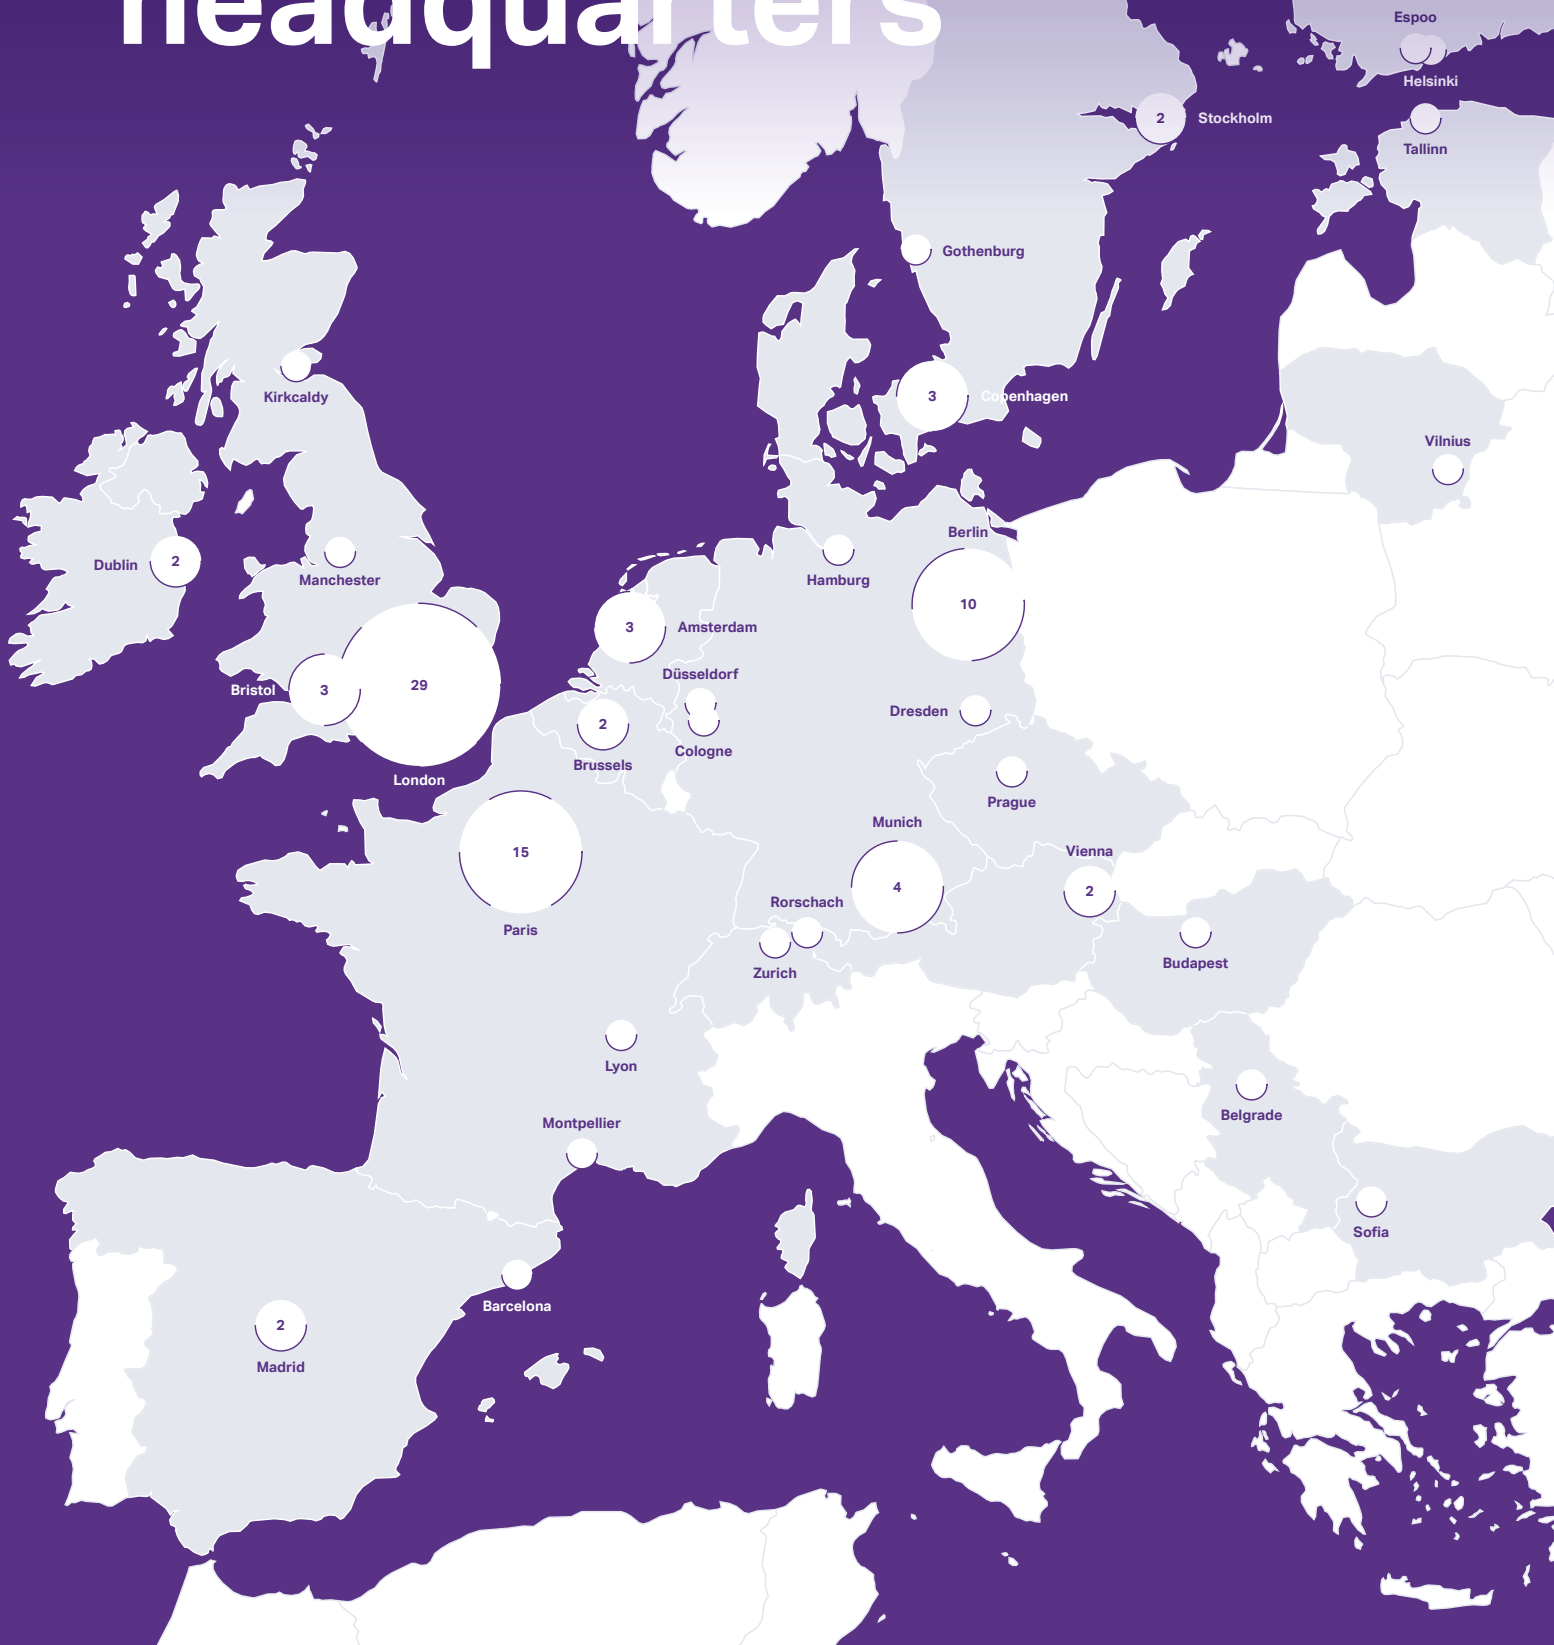 headquarters
Espoo
Helsinki
2
Stockholm
Tallinn
Gothenburg
Kirkcaldy
3
Copenhagen
Vilnius
Berlin
10
Dublin
2
Manchester
Hamburg
3
Amsterdam
Düsseldorf
Bristol
3
29
London
Dresden
2
Brussels
Cologne
Prague
Munich
4
15
Paris
Vienna
2
Rorschach
Zurich
Budapest
Lyon
Belgrade
Montpellier
Sofia
Barcelona
2
Madrid